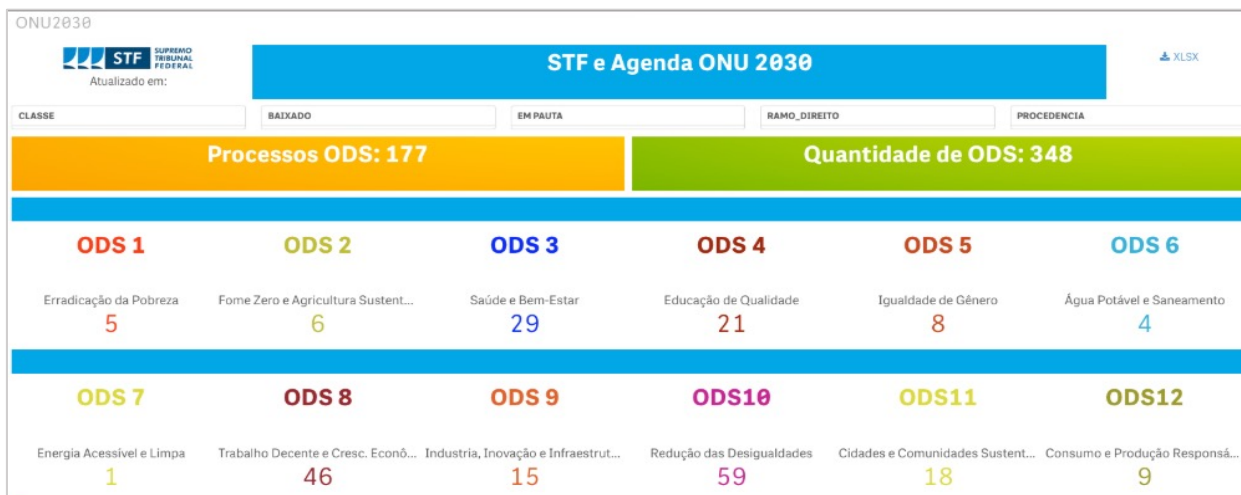 ONU2030
STF SUPREMO TRIBUNAL FEDERAL
Atualizado em:
STF e Agenda ONU 2030
XLSX
CLASSE BAIXADO EM PAUTA RAMO_DIREITO PROCEDENCIA
Processos ODS: 177 Quantidade de ODS: 348
ODS 1 ODS 2 ODS 3 ODS 4 ODS 5 ODS 6
Erradicação da Pobreza Fome Zero e Agricultura Sustent... Saúde e Bem-Estar Educação de Qualidade Igualdade de Gênero Água Potável e Saneamento
5 6 29 21 8 4
ODS 7 ODS 8 ODS 9 ODS10 ODS11 ODS12
Energia Acessível e Limpa Trabalho Decente e Cresc. Econô... Industria, Inovação e Infraestrut... Redução das Desigualdades Cidades e Comunidades Sustent... Consumo e Produção Responsá...
1 46 15 59 18 9